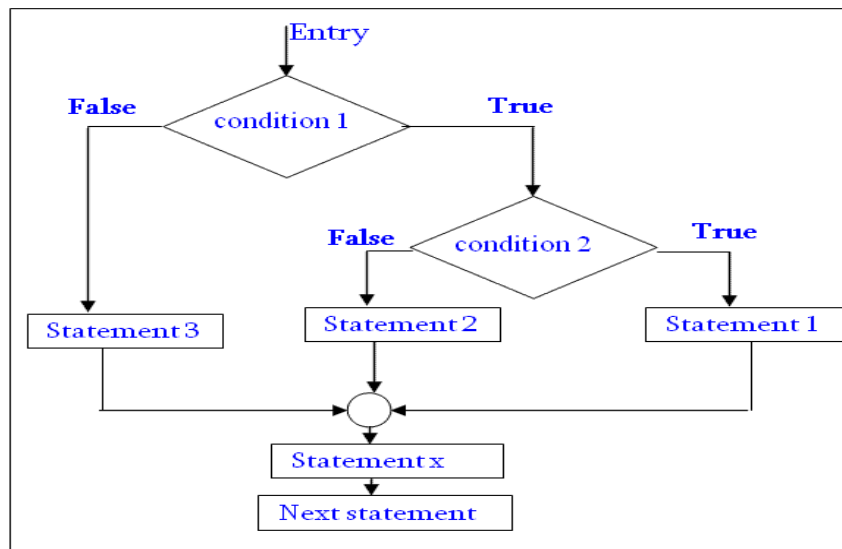 Entry
False
True
condition 1
False
condition 2
True
Statement 3
Statement 2
Statement 1
Statement x
Next statement